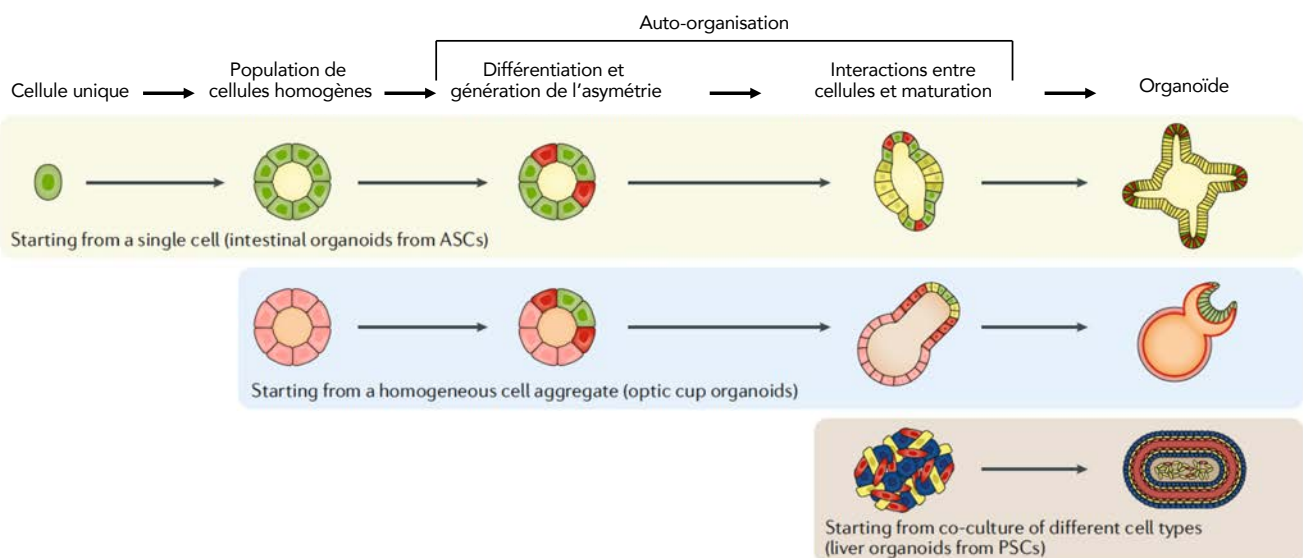 Auto-organisation
Cellule unique
Population de
cellules homogènes
Différentiation et
génération de l'asymétrie
Interactions entre
cellules et maturation
Organoïde
Starting from a single cell (intestinal organoids from ASCs)
Starting from a homogeneous cell aggregate (optic cup organoids)
Starting from co-culture of different cell types
(liver organoids from PSCs)